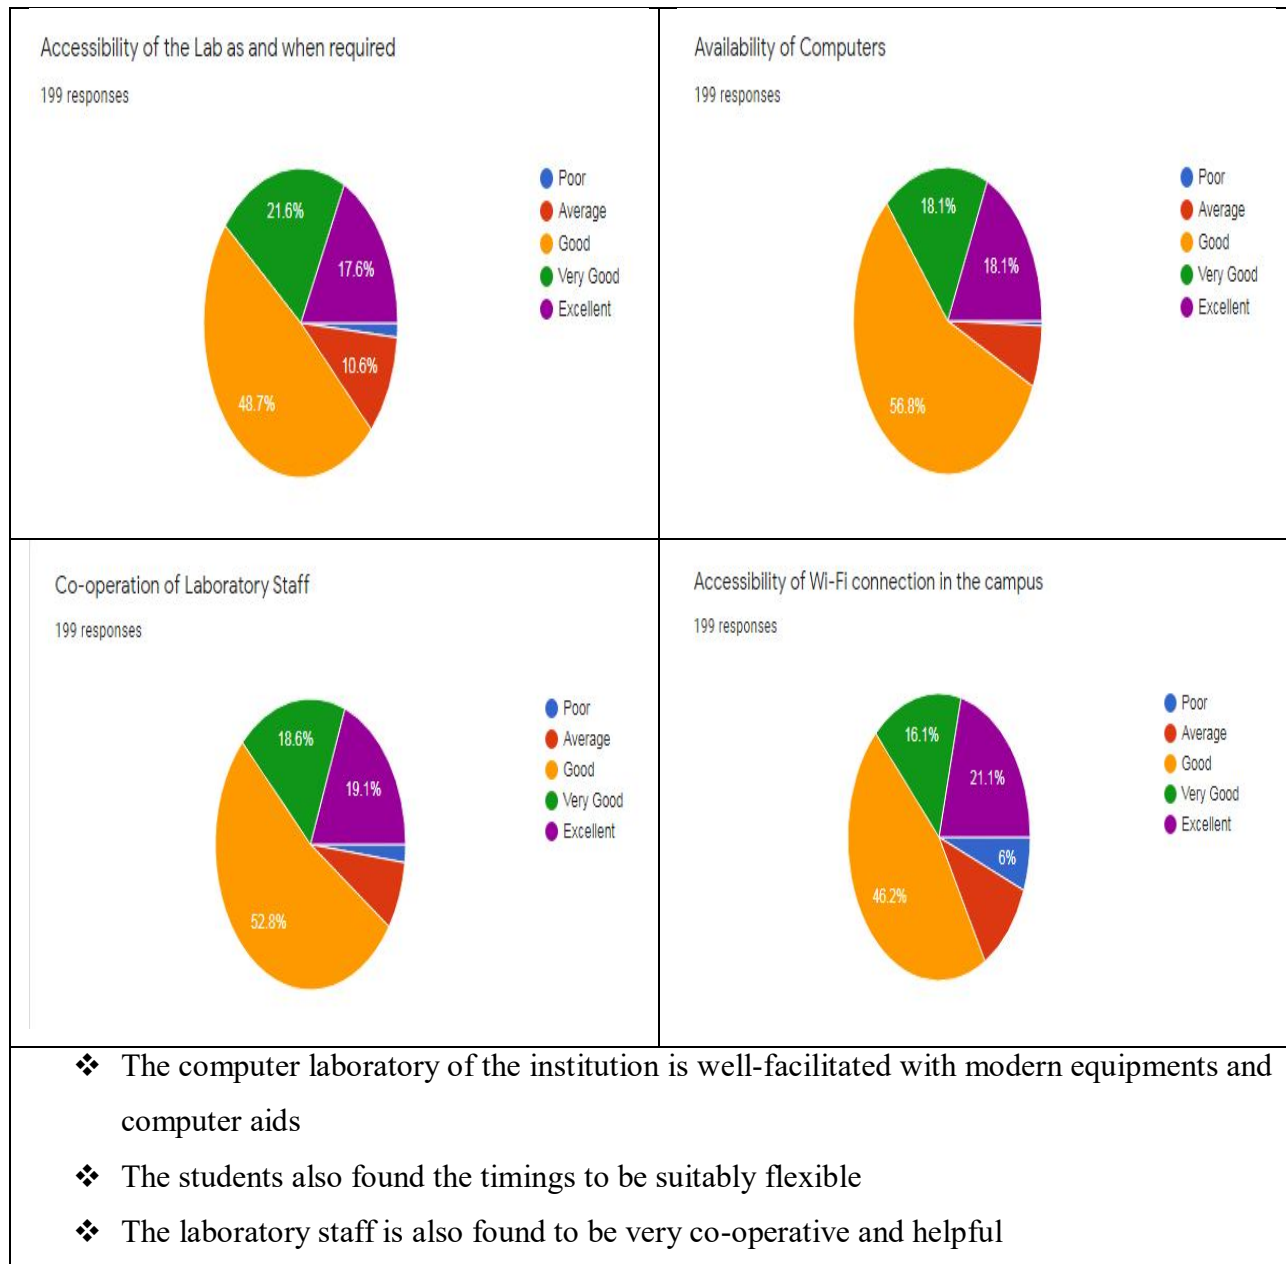 Accessibility of the Lab as and when required
199 responses
21.6%
17.6%
10.6%
48.7%
Poor
Average
Good
Very Good
Excellent
Availability of Computers
199 responses
18.1%
18.1%
56.8%
Poor
Average
Good
Very Good
Excellent
Co-operation of Laboratory Staff
199 responses
18.6%
19.1%
52.8%
Poor
Average
Good
Very Good
Excellent
Accessibility of Wi-Fi connection in the campus
199 responses
16.1%
21.1%
6%
46.2%
Poor
Average
Good
Very Good
Excellent
❖ The computer laboratory of the institution is well-facilitated with modern equipments and
computer aids
❖ The students also found the timings to be suitably flexible
❖ The laboratory staff is also found to be very co-operative and helpful